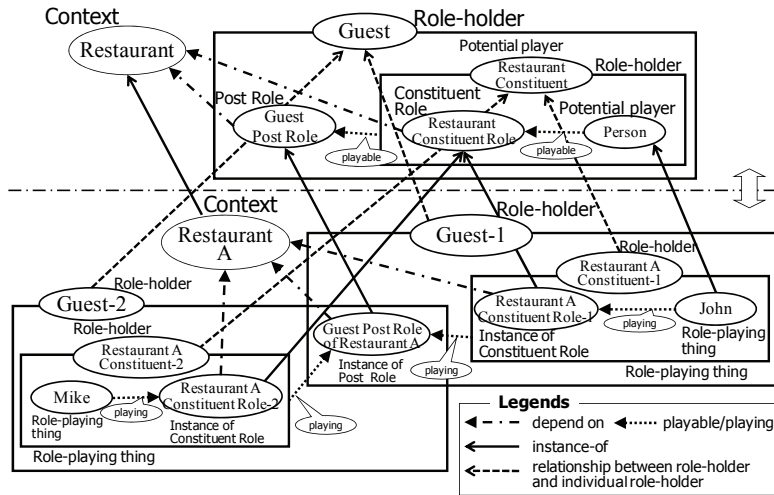 Context
Role-holder
Guest
Restaurant
Potential player
Restaurant
Constituent
Role-holder
Post Role
Constituent
Role
Potential player
Guest
Post Role
Restaurant
Constituent Role
Person
playable
playable
Context
Role-holder
Restaurant
A
Guest-1
Role-holder
Restaurant A
Constituent-1
Role-holder
Guest-2
Restaurant A
Constituent Role-1
John
Role-holder
playing
Guest Post Role
of Restaurant A
Instance of
Constituent Role
Role-playing
thing
Restaurant A
Constituent-2
Instance of
Post Role
playing
Role-playing thing
Mike
Restaurant A
Constituent Role-2
playing
playing
Role-playing
thing
Instance of
Constituent Role
Role-playing thing
Legends
depend on
playable/playing
instance-of
relationship between role-holder
and individual role-holder